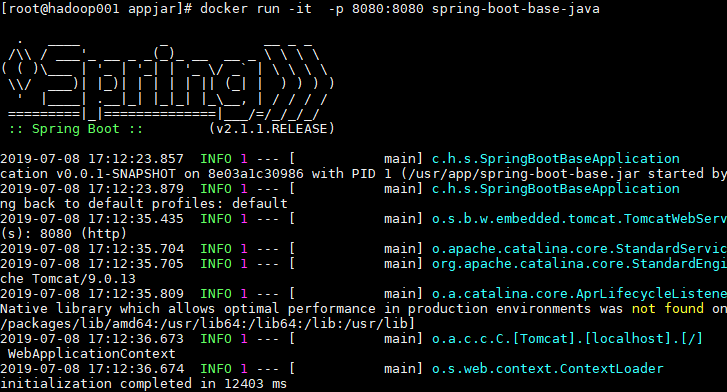 [root@hadoop001 appjar]# docker run -it  -p 8080:8080 spring-boot-base-java
  .   ____          _            __ _ _
 /\\ / ___'_ __ _ _(_)_ __  __ _ \ \ \ \
( ( )\___ | '_ | '_| | '_ \/ _` | \ \ \ \
 \\/  ___)| |_)| | | | | || (_| |  ) ) ) )
  '  |____| .__|_| |_|_| |_\__, | / / / /
 =========|_|==============|___/=/_/_/_/
 :: Spring Boot ::        (v2.1.1.RELEASE)
2019-07-08 17:12:23.857  INFO 1 --- [           main] c.h.s.SpringBootBaseApplication
cation v0.0.1-SNAPSHOT on 8e03a1c30986 with PID 1 (/usr/app/spring-boot-base.jar started by
2019-07-08 17:12:23.879  INFO 1 --- [           main] c.h.s.SpringBootBaseApplication
ng back to default profiles: default
2019-07-08 17:12:35.435  INFO 1 --- [           main] o.s.b.w.embedded.tomcat.TomcatWebServ
(s): 8080 (http)
2019-07-08 17:12:35.704  INFO 1 --- [           main] o.apache.catalina.core.StandardServic
2019-07-08 17:12:35.705  INFO 1 --- [           main] org.apache.catalina.core.StandardEngi
che Tomcat/9.0.13
2019-07-08 17:12:35.809  INFO 1 --- [           main] o.a.catalina.core.AprLifecycleListene
Native library which allows optimal performance in production environments was not found on
/packages/lib/amd64:/usr/lib64:/lib64:/lib:/usr/lib]
2019-07-08 17:12:36.673  INFO 1 --- [           main] o.a.c.c.C.[Tomcat].[localhost].[/]
 WebApplicationContext
2019-07-08 17:12:36.674  INFO 1 --- [           main] o.s.web.context.ContextLoader
initialization completed in 12403 ms